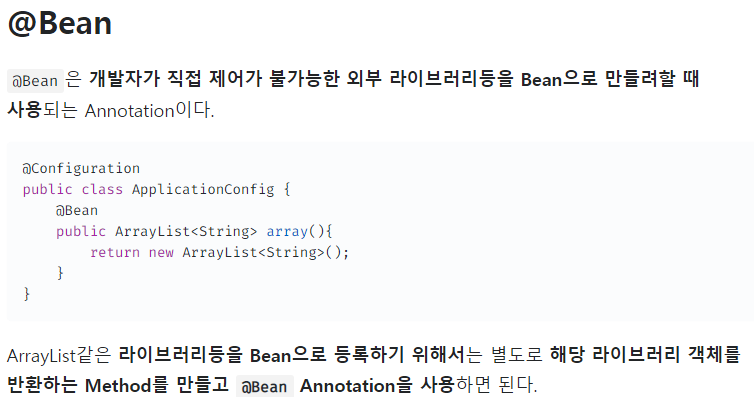 @Bean
@Bean은 개발자가 직접 제어가 불가능한 외부 라이브러리등을 Bean으로 만들려할 때
사용되는 Annotation이다.
@Configuration
public class ApplicationConfig {
    @Bean
    public ArrayList<String> array(){
        return new ArrayList<String>();
    }
}
ArrayList같은 라이브러리등을 Bean으로 등록하기 위해서는 별도로 해당 라이브러리 객체를
반환하는 Method를 만들고 @Bean Annotation을 사용하면 된다.